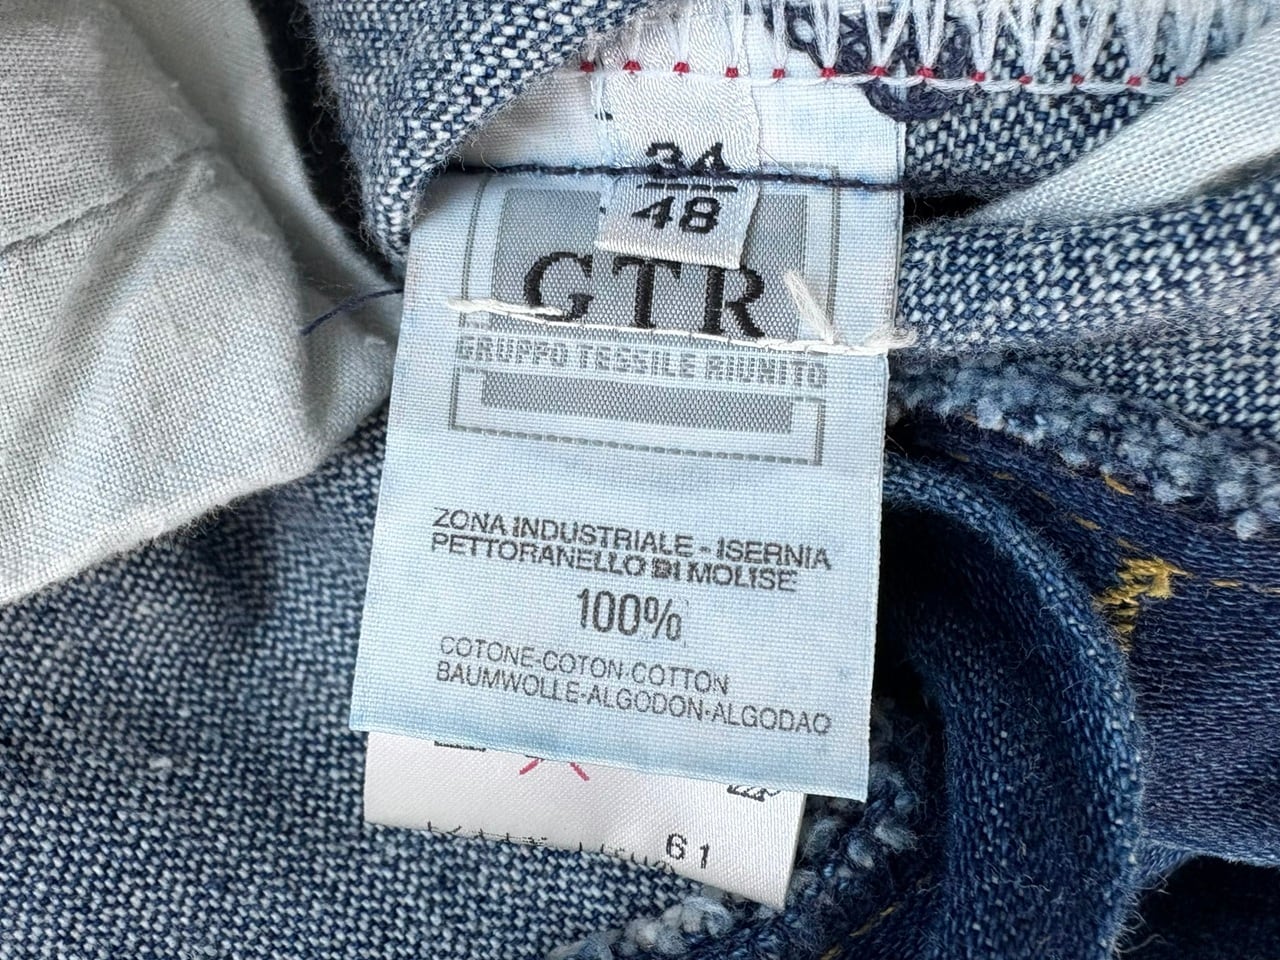 34
48
GTR
GRUPPO TESSILE RIUNITO
ZONA INDUSTRIALE - ISERNIA
PETTORANELLO DI MOLISE
100%
COTONE-COTON-COTTON
BAUMWOLLE-ALGODON-ALGODAO
61